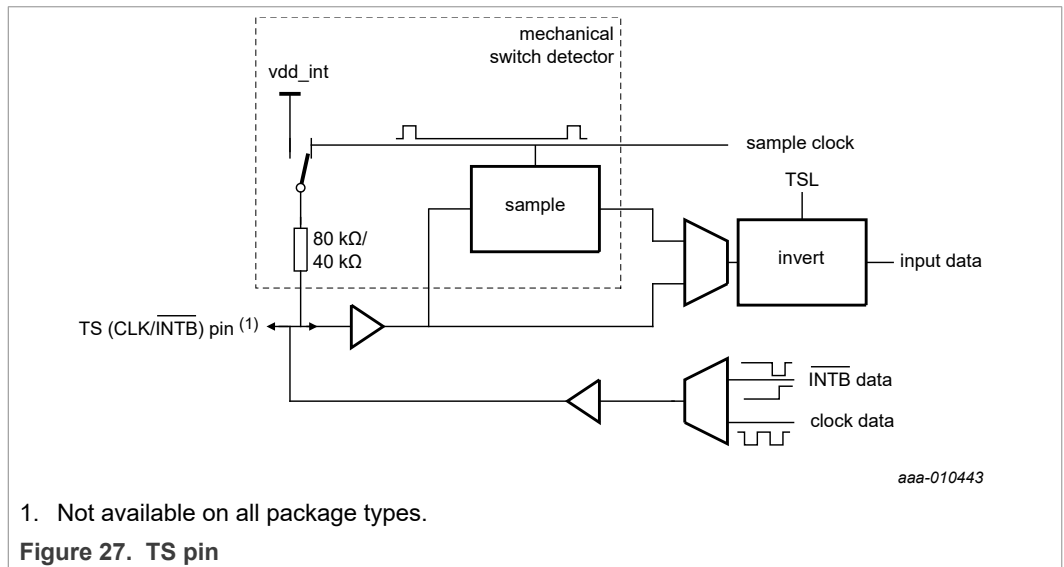 mechanical
switch detector
vdd_int
sample clock
TSL
sample
invert
input data
80 kΩ/
40 kΩ
TS (CLK/INTB) pin (1)
INTB data
clock data
aaa-010443
1. Not available on all package types.
Figure 27. TS pin